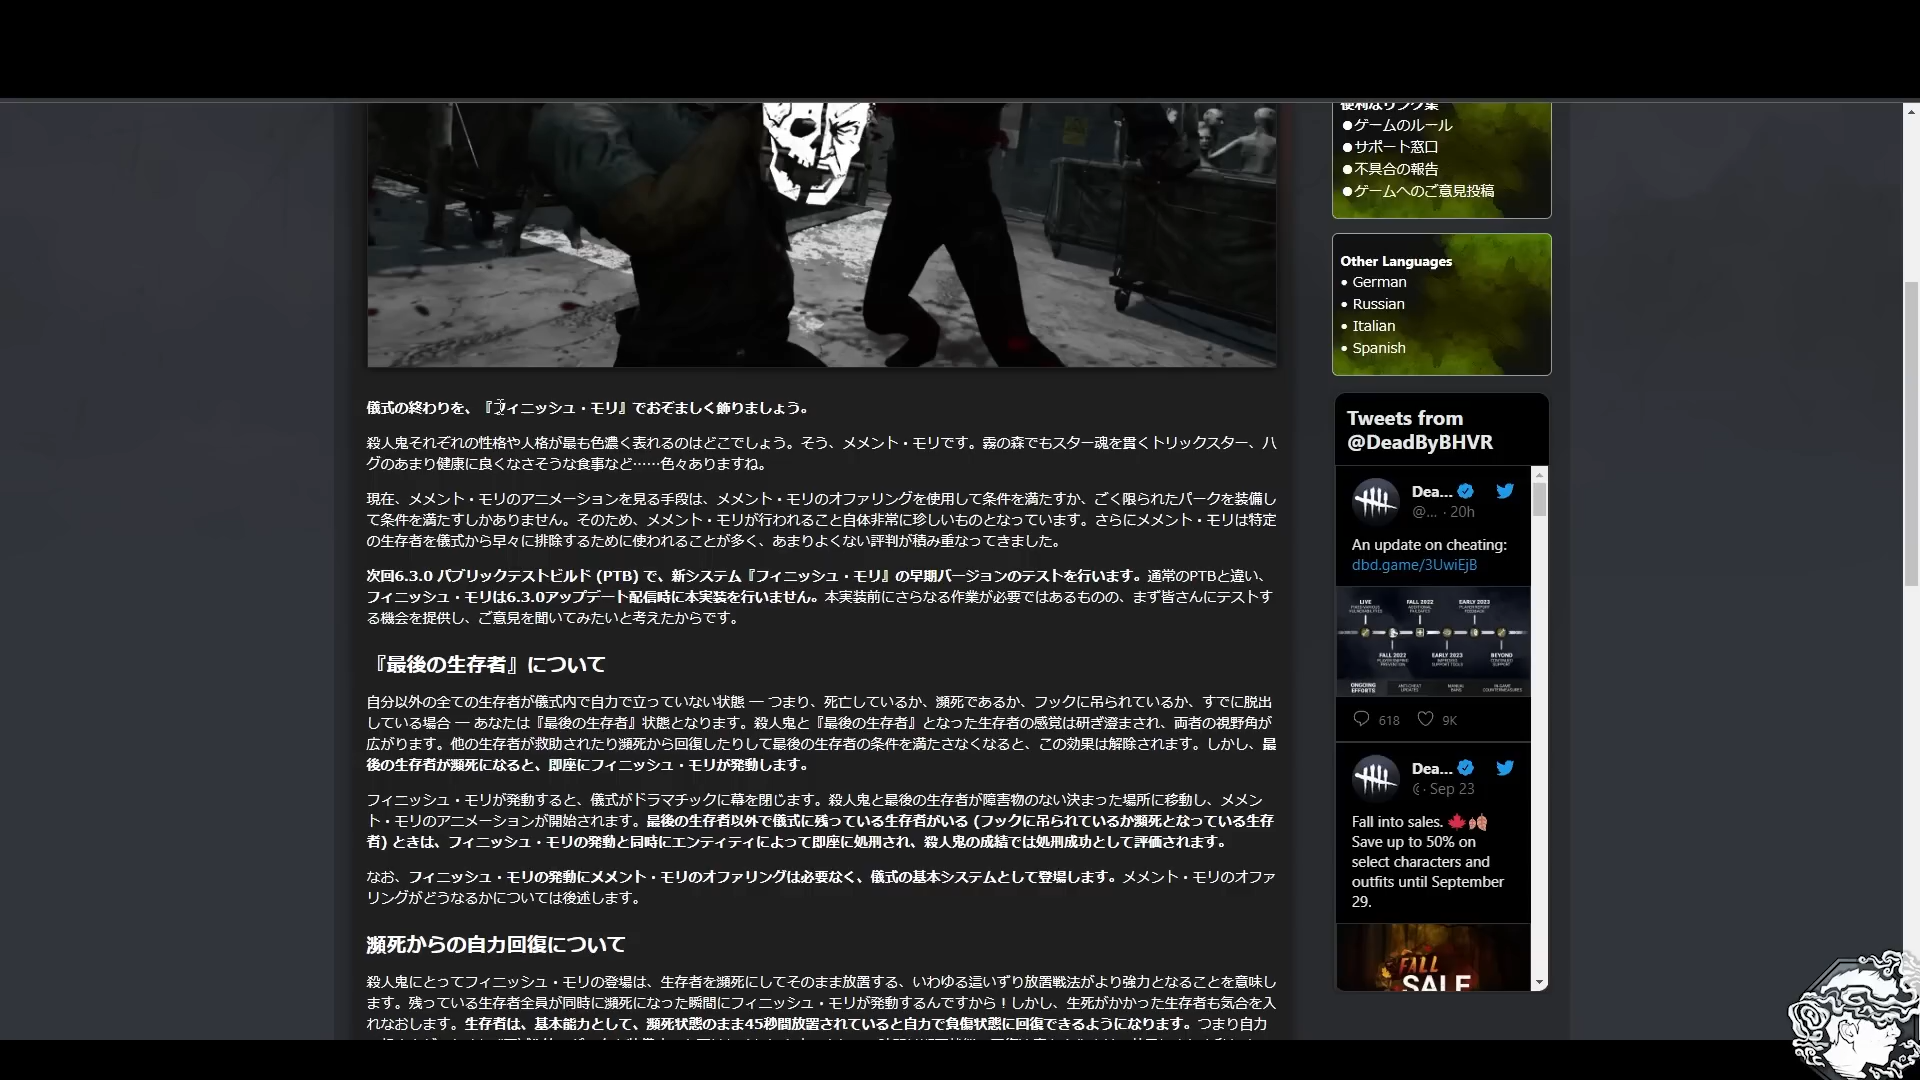 儀式の終わりを、『フィニッシュ・モリ』でおぞましく飾りましょう。
殺人鬼それぞれの性格や人格が最も色濃く表れるのはどこでしょう。そう、メメント・モリです。霧の森でもスター魂を貫くトリックスター、ハ
グのあまり健康に良くなさそうな食事など……色々ありますね。
現在、メメント・モリのアニメーションを見る手段は、メメント・モリのオファリングを使用して条件を満たすか、ごく限られたパークを装備し
て条件を満たすしかありません。そのため、メメント・モリが行われること自体非常に珍しいものとなっています。さらにメメント・モリは特定
の生存者を儀式から早々に排除するために使われることが多く、あまりよくない評判が積み重なってきました。
次回6.3.0 パブリックテストビルド (PTB) で、新システム『フィニッシュ・モリ』の早期バージョンのテストを行います。通常のPTBと違い、
フィニッシュ・モリは6.3.0アップデート配信時に本実装を行いません。本実装前にさらなる作業が必要ではあるものの、まず皆さんにテストす
る機会を提供し、ご意見を聞いてみたいと考えたからです。
『最後の生存者』について
自分以外の全ての生存者が儀式内で自力で立っていない状態 — つまり、死亡しているか、瀕死であるか、フックに吊られているか、すでに脱出
している場合 — あなたは『最後の生存者』状態となります。殺人鬼と『最後の生存者』となった生存者の感覚は研ぎ澄まされ、両者の視野角が
広がります。他の生存者が救助されたり瀕死から回復したりして最後の生存者の条件を満たさなくなると、この効果は解除されます。しかし、最
後の生存者が瀕死になると、即座にフィニッシュ・モリが発動します。
フィニッシュ・モリが発動すると、儀式がドラマチックに幕を閉じます。殺人鬼と最後の生存者が障害物のない決まった場所に移動し、メメン
ト・モリのアニメーションが開始されます。最後の生存者以外で儀式に残っている生存者がいる (フックに吊られているか瀕死となっている生存
者) ときは、フィニッシュ・モリの発動と同時にエンティティによって即座に処刑され、殺人鬼の成績では処刑成功として評価されます。
なお、フィニッシュ・モリの発動にメメント・モリのオファリングは必要なく、儀式の基本システムとして登場します。メメント・モリのオファ
リングがどうなるかについては後述します。
瀕死からの自力回復について
殺人鬼にとってフィニッシュ・モリの登場は、生存者を瀕死にしてそのまま放置する、いわゆる這いずり放置戦法がより強力となることを意味し
ます。残っている生存者全員が同時に瀕死になった瞬間にフィニッシュ・モリが発動するんですから！しかし、生死がかかった生存者も気合を入
れなおします。生存者は、基本能力として、瀕死状態のまま45秒間放置されていると自力で負傷状態に回復できるようになります。つまり自力
便利なリンク集
●ゲームのルール
●サポート窓口
●不具合の報告
●ゲームへのご意見投稿
Other Languages
• German
• Russian
• Italian
• Spanish
Tweets from
@DeadByBHVR
Dea...
@... · 20h
An update on cheating:
dbd.game/3UwiEjB
LIVE
FALL 2022
EARLY 2023
FALL 2022
EARLY 2023
BEYOND
ONGOING
EFFORTS
618 9K
Dea...
· Sep 23
Fall into sales. 🍁🍂
Save up to 50% on
select characters and
outfits until September
29.
FALL
SALE